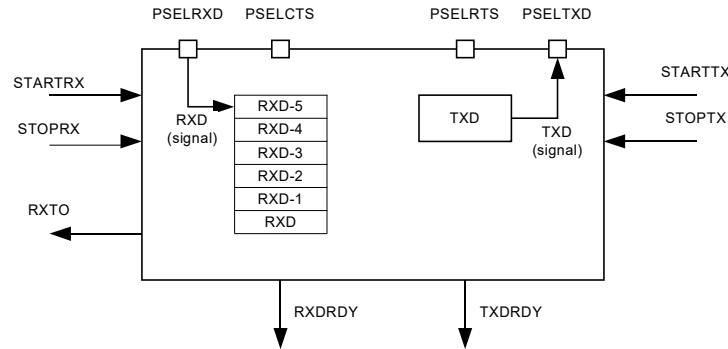 PSELRXD PSELCTS PSELRTS PSELTXD
STARTRX
STARTTX
RXD-5
RXD
(signal)
TXD
TXD
(signal)
STOPRX
STOPTX
RXD-4
RXD-3
RXD-2
RXD-1
RXD
RXTO
RXDRDY
TXDRDY